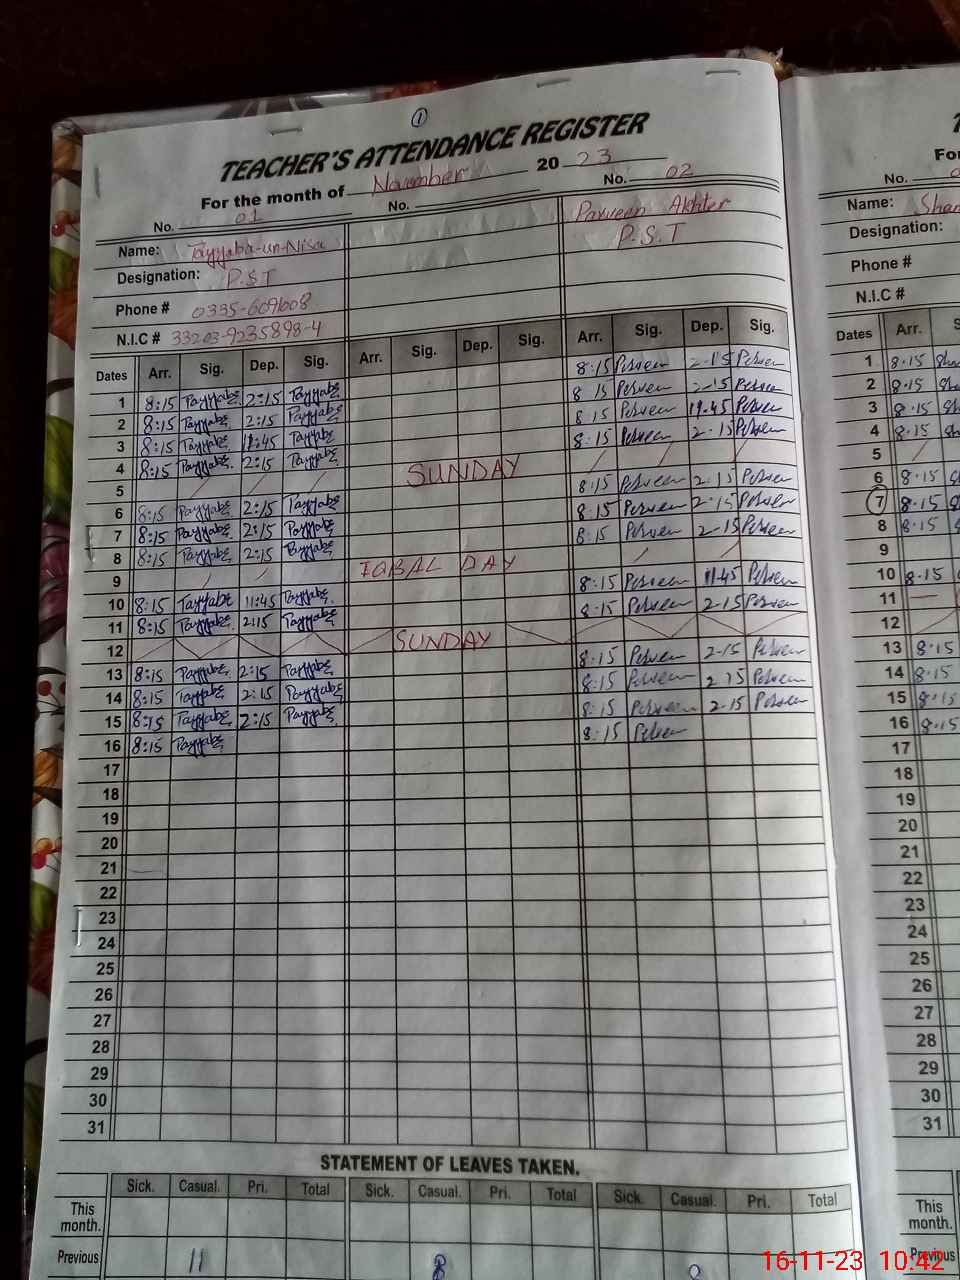 1
TEACHER'S ATTENDANCE REGISTER
For the month of November 20 23
No. 01 No. No. 02
Name: Tayyaba-un-Nisa Parveen Akhter
Designation: P.S.T P.S.T
Phone # 0335-6091608
N.I.C # 33203-9235898-4
Dates Arr. Sig. Dep. Sig. Arr. Sig. Dep. Sig. Arr. Sig. Dep. Sig.
1 8:15 Tayyaba 2:15 Tayyaba 8:15 Perveen 2-15 Perveen
2 8:15 Tayyaba 2:15 Tayyaba 8 15 Perveen 2-15 Perveen
3 8:15 Tayyaba 11:45 Tayyaba 8:15 Perveen 11-45 Perveen
4 8:15 Tayyaba 2:15 Tayyaba 8:15 Perveen 2-15 Perveen
5 SUNDAY
6 8:15 Tayyaba 2:15 Tayyaba 8:15 Perveen 2-15 Perveen
7 8:15 Tayyaba 2:15 Tayyaba 8:15 Perveen 2-15 Perveen
8 8:15 Tayyaba 2:15 Tayyaba 8:15 Perveen 2-15 Perveen
9 IQBAL DAY
10 8:15 Tayyaba 11:45 Tayyaba 8:15 Perveen 11-45 Perveen
11 8:15 Tayyaba 2:15 Tayyaba 8:15 Perveen 2-15 Perveen
12 SUNDAY
13 8:15 Tayyaba 2:15 Tayyaba 8:15 Perveen 2-15 Perveen
14 8:15 Tayyaba 2:15 Tayyaba 8:15 Perveen 2 15 Perveen
15 8:15 Tayyaba 2:15 Tayyaba 8:15 Perveen 2-15 Perveen
16 8:15 Tayyaba 8:15 Perveen
17
18
19
20
21
22
23
24
25
26
27
28
29
30
31
STATEMENT OF LEAVES TAKEN.
Sick. Casual. Pri. Total Sick. Casual. Pri. Total Sick. Casual. Pri. Total
This month.
Previous 11 8
No.
Name:
Designation:
Phone #
N.I.C #
Dates Arr.
1 8:15
2 8:15
3 8:15
4 8:15
5
6 8:15
7 8:15
8 8:15
9
10 8:15
11
12
13 8:15
14 8:15
15 8:15
16 8:15
17
18
19
20
21
22
23
24
25
26
27
28
29
30
31
This month.
Previous
16-11-23 10:42